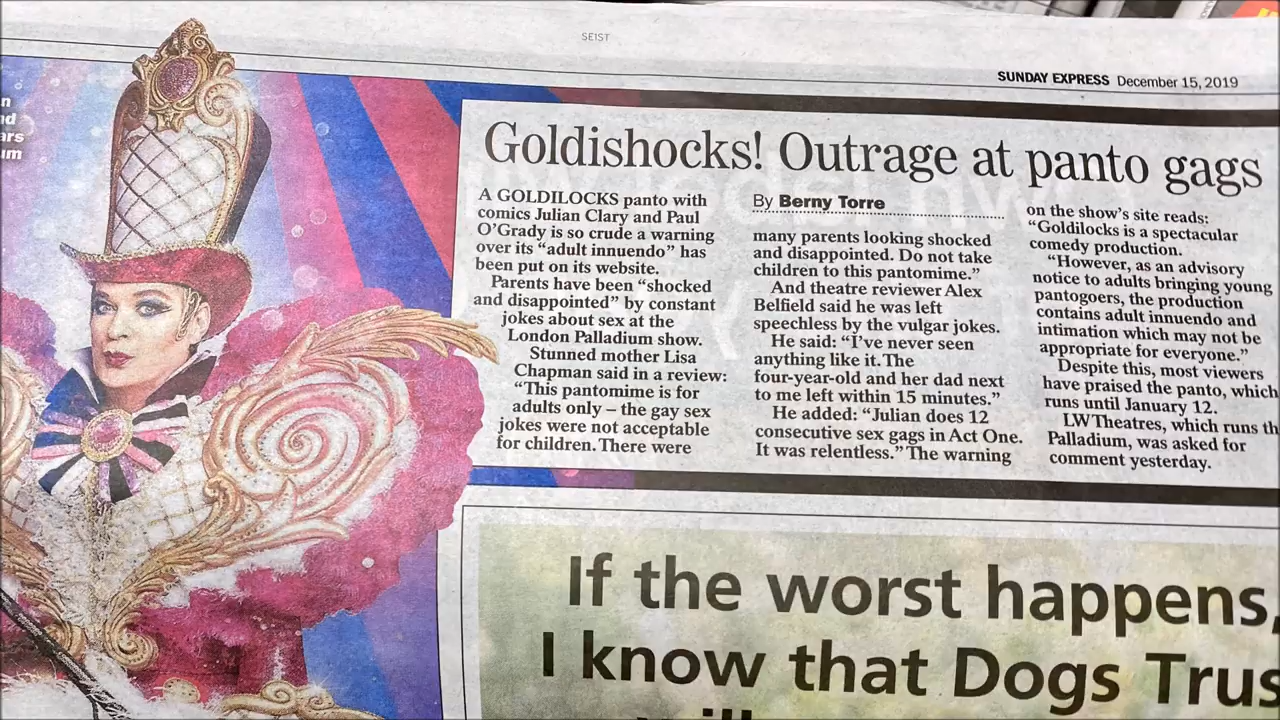 SEIST
SUNDAY EXPRESS December 15, 2019
n
nd
ars
um
Goldishocks! Outrage at panto gags
A GOLDILOCKS panto with
comics Julian Clary and Paul
O'Grady is so crude a warning
over its “adult innuendo” has
been put on its website.
Parents have been “shocked
and disappointed” by constant
jokes about sex at the
London Palladium show.
Stunned mother Lisa
Chapman said in a review:
“This pantomime is for
adults only – the gay sex
jokes were not acceptable
for children. There were
By Berny Torre
many parents looking shocked
and disappointed. Do not take
children to this pantomime.”
And theatre reviewer Alex
Belfield said he was left
speechless by the vulgar jokes.
He said: “I've never seen
anything like it. The
four-year-old and her dad next
to me left within 15 minutes.”
He added: “Julian does 12
consecutive sex gags in Act One.
It was relentless.” The warning
on the show's site reads:
“Goldilocks is a spectacular
comedy production.
“However, as an advisory
notice to adults bringing young
pantogoers, the production
contains adult innuendo and
intimation which may not be
appropriate for everyone.”
Despite this, most viewers
have praised the panto, which
runs until January 12.
LWTheatres, which runs th
Palladium, was asked for
comment yesterday.
If the worst happens,
I know that Dogs Trus